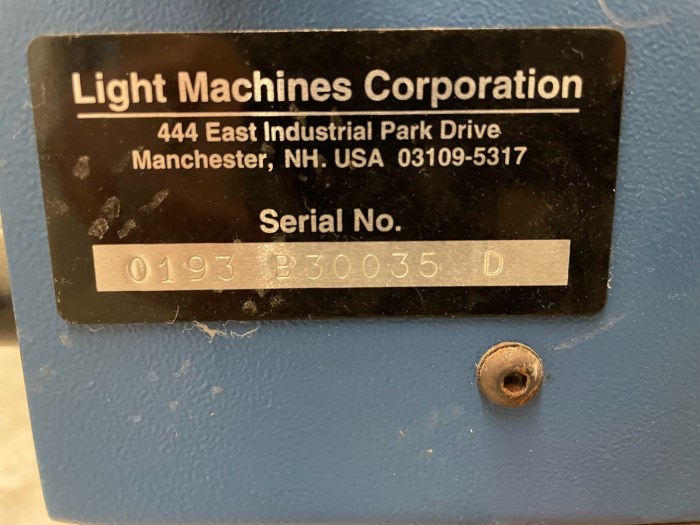 Light Machines Corporation
444 East Industrial Park Drive
Manchester, NH. USA 03109-5317
Serial No.
0193 B30035 D